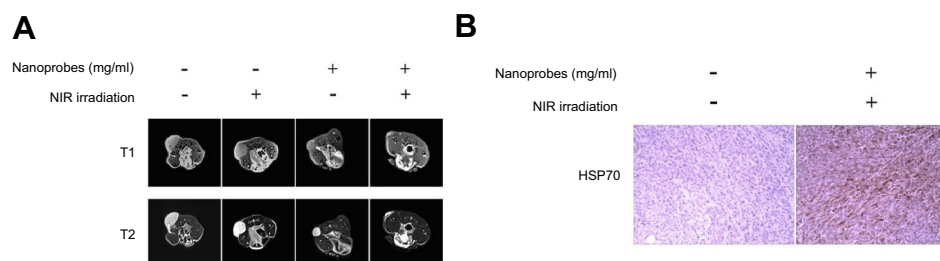 A
Nanoprobes (mg/ml) - - + +
NIR irradiation - + - +
T1
T2
B
Nanoprobes (mg/ml) - +
NIR irradiation - +
HSP70